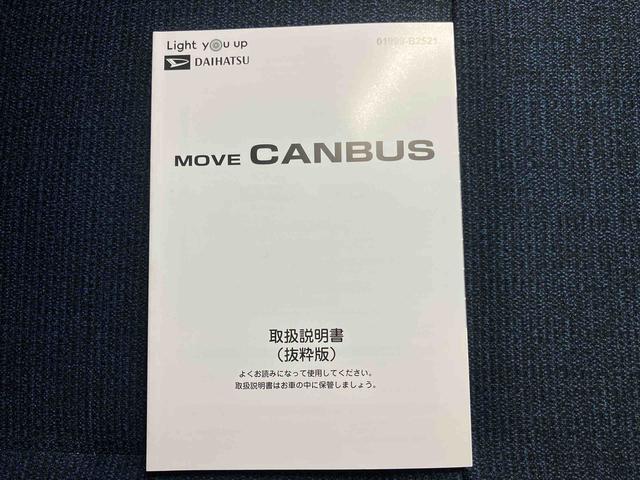 Light you up
DAIHATSU
01999-B2521
MOVE CANBUS
取扱説明書
（抜粋版）
よくお読みになって使用してください。
取扱説明書はお車の中に保管しましょう。